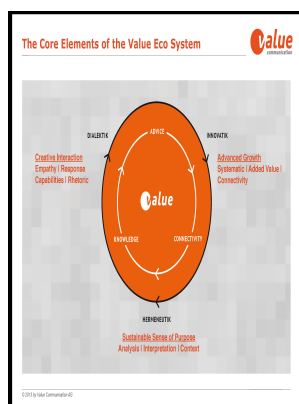 The Core Elements of the Value Eco System
value
communication
DIALEKTIK
ADVICE
INNOVATIK
Creative Interaction
Empathy | Response
Capabilities | Rhetoric
Advanced Growth
Systematic | Added Value |
Connectivity
value
KNOWLEDGE
CONNECTIVITY
HERMENEUTIK
Sustainable Sense of Purpose
Analysis | Interpretation | Context
© 2013 by Value Communication AG